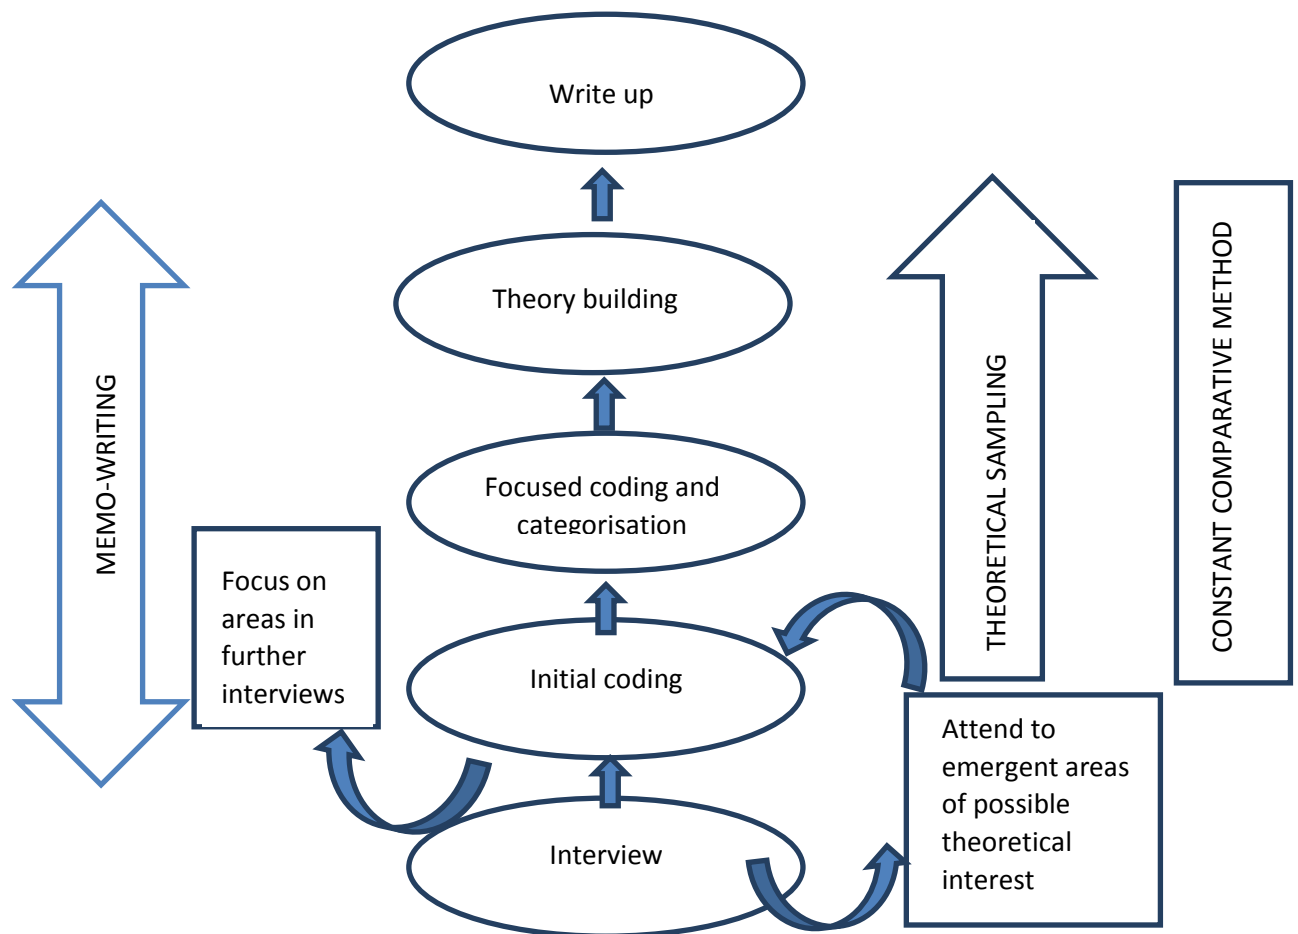 Write up
Theory building
Focused coding and
categorisation
Initial coding
Interview
MEMO-WRITING
Focus on
areas in
further
interviews
THEORETICAL SAMPLING
CONSTANT COMPARATIVE METHOD
Attend to
emergent areas
of possible
theoretical
interest